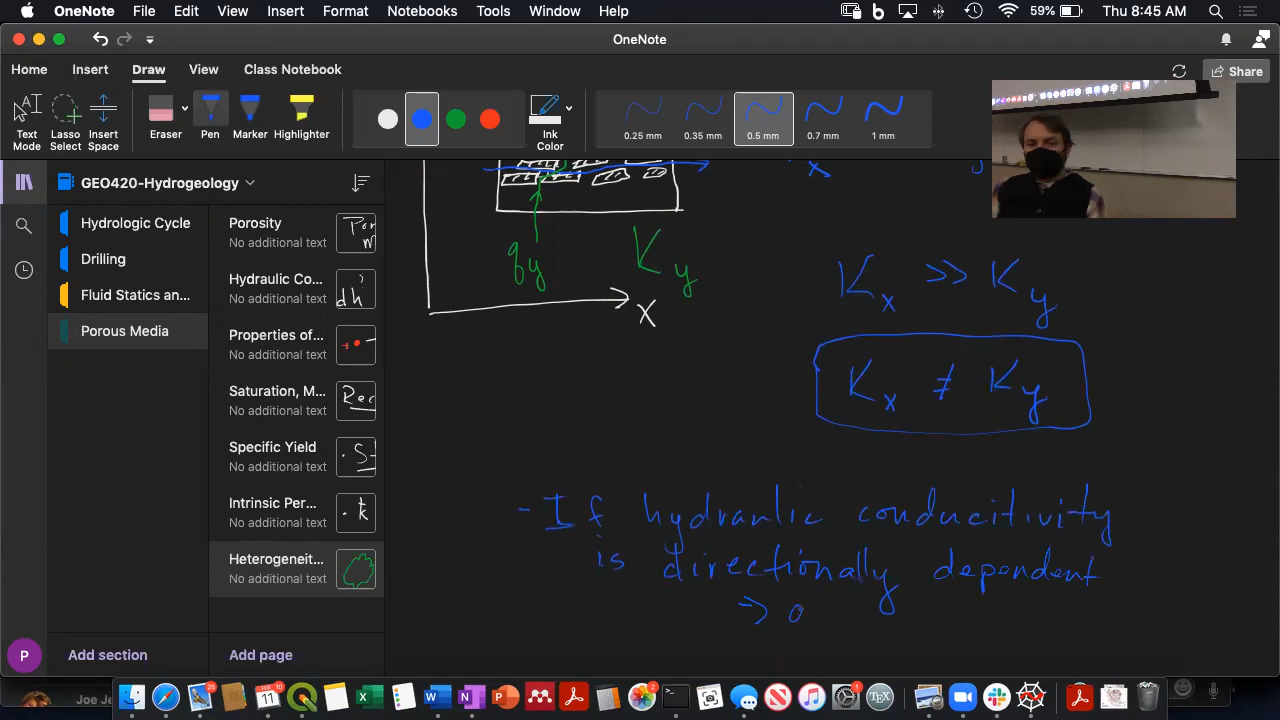 OneNote File Edit View Insert Format Notebooks Tools Window Help 59% Thu 8:45 AM
OneNote
Home Insert Draw View Class Notebook Share
Text Mode Lasso Select Insert Space Eraser Pen Marker Highlighter Ink Color 0.25 mm 0.35 mm 0.5 mm 0.7 mm 1 mm
GEO420-Hydrogeology
Hydrologic Cycle
Drilling
Fluid Statics an...
Porous Media
Porosity
No additional text
Hydraulic Co...
No additional text
dh
Properties of...
No additional text
Saturation, M...
No additional text
Rec
Specific Yield
No additional text
· S
Intrinsic Per...
No additional text
· k
Heterogeneit...
No additional text
x
qy Ky
x
Kx >> Ky
Kx ≠ Ky
- If hydraulic conducitivity
is directionally dependent
⇒ a
P Add section Add page
Joe Je